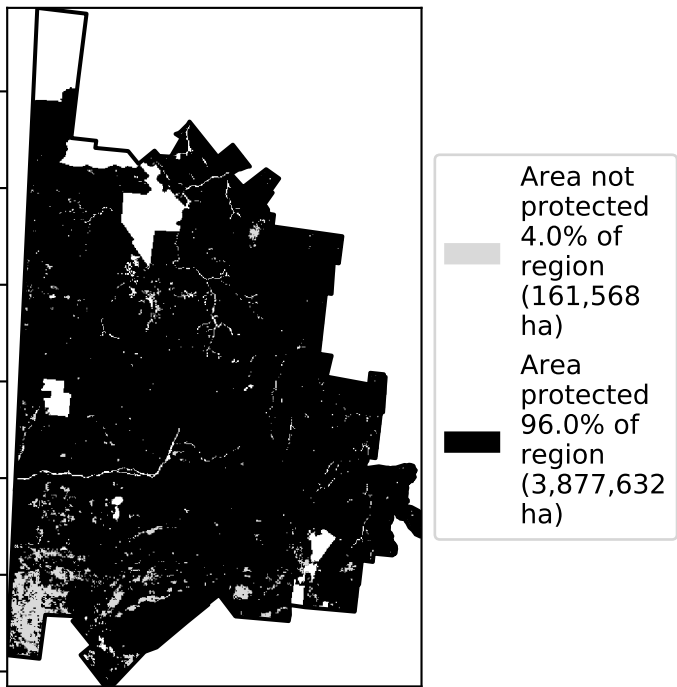 Area not
protected
4.0% of
region
(161,568
ha)
Area
protected
96.0% of
region
(3,877,632
ha)